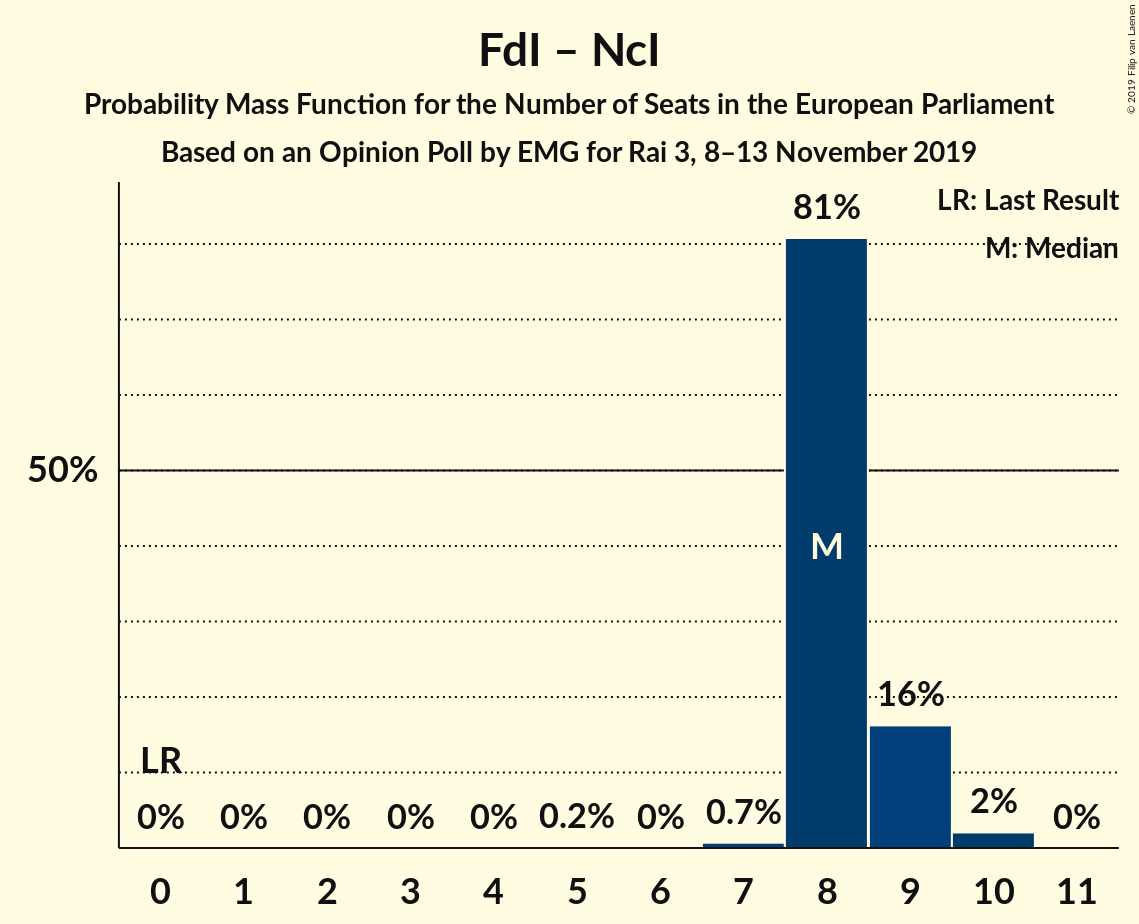 FdI – NcI
Probability Mass Function for the Number of Seats in the European Parliament
Based on an Opinion Poll by EMG for Rai 3, 8–13 November 2019
© 2019 Filip van Laenen
LR: Last Result
M: Median
81%
50%
M
16%
LR
0% 0% 0% 0% 0% 0.2% 0% 0.7% 2% 0%
0 1 2 3 4 5 6 7 8 9 10 11